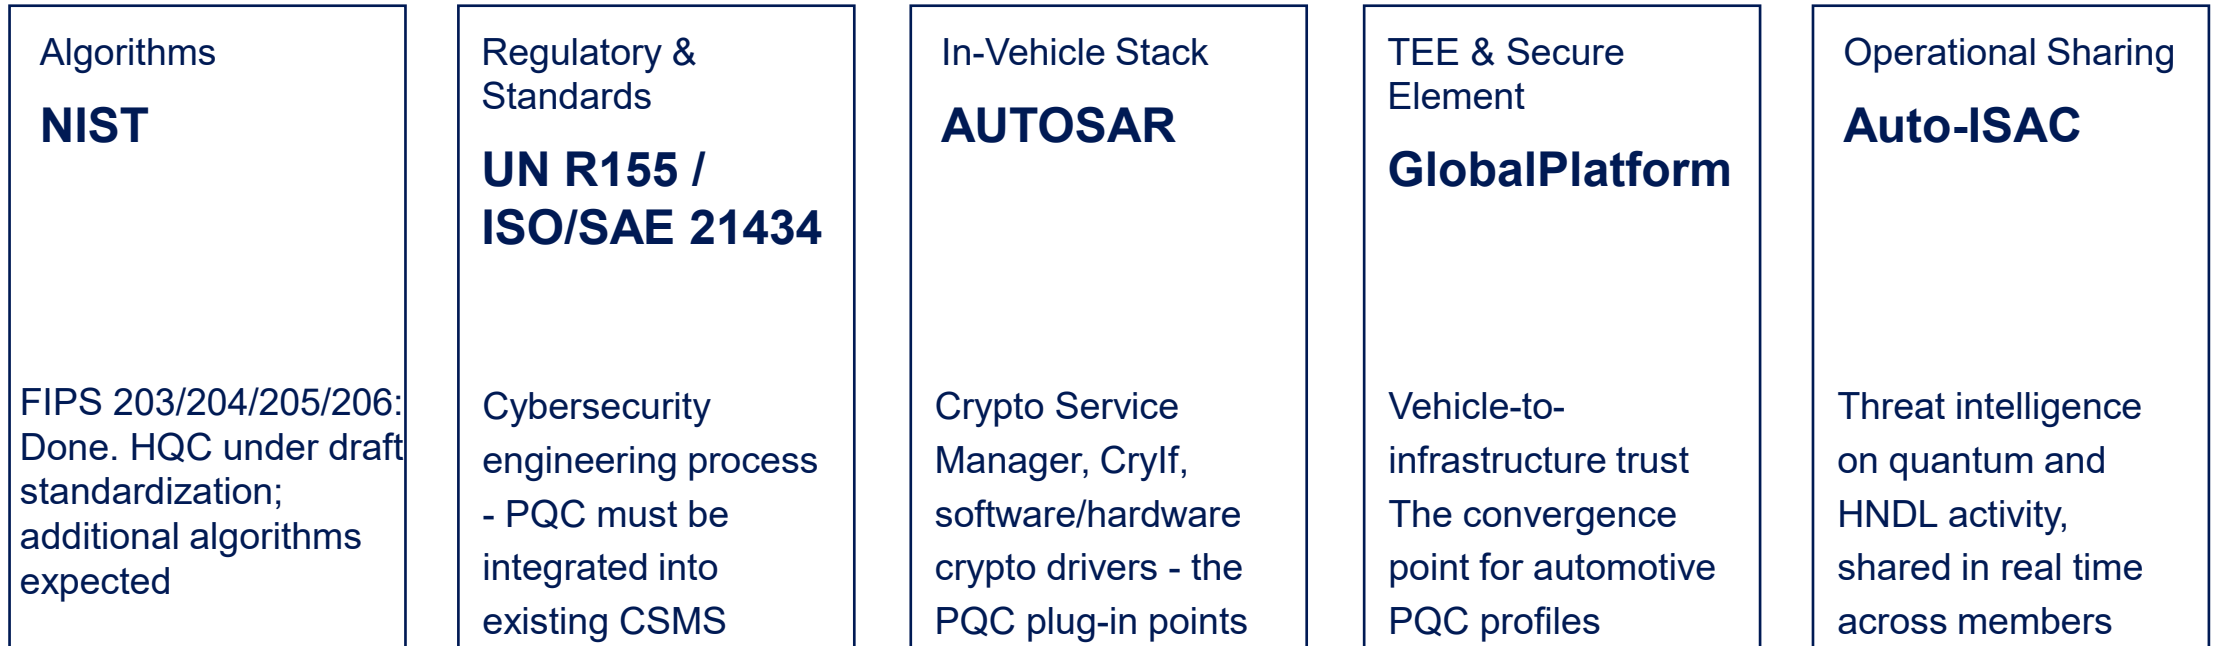 Algorithms
NIST
FIPS 203/204/205/206:
Done. HQC under draft
standardization;
additional algorithms
expected
Regulatory &
Standards
UN R155 /
ISO/SAE 21434
Cybersecurity
engineering process
- PQC must be
integrated into
existing CSMS
In-Vehicle Stack
AUTOSAR
Crypto Service
Manager, CryIf,
software/hardware
crypto drivers - the
PQC plug-in points
TEE & Secure
Element
GlobalPlatform
Vehicle-to-
infrastructure trust
The convergence
point for automotive
PQC profiles
Operational Sharing
Auto-ISAC
Threat intelligence
on quantum and
HNDL activity,
shared in real time
across members